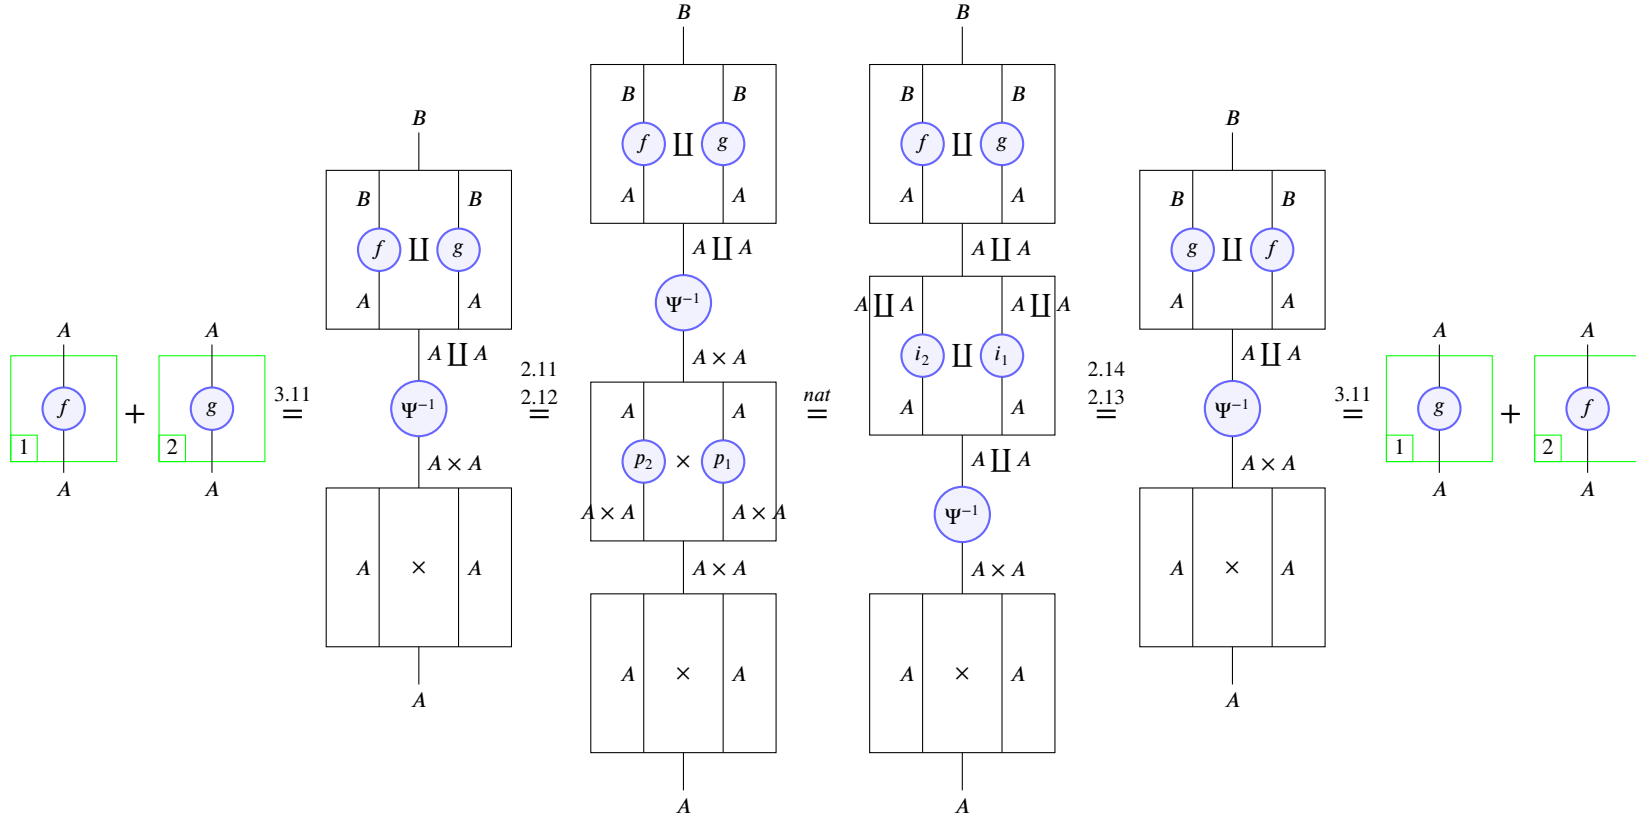 A
f
1
A
+
A
g
2
A
3.11
=
B
B B
f ∐ g
A A
A ∐ A
Ψ⁻¹
A × A
A × A
A
2.11
2.12
=
B
B B
f ∐ g
A A
A ∐ A
Ψ⁻¹
A × A
A A
p₂ × p₁
A × A A × A
A × A
A × A
A
nat
=
B
B B
f ∐ g
A A
A ∐ A
A ∐ A A ∐ A
i₂ ∐ i₁
A A
A ∐ A
Ψ⁻¹
A × A
A × A
A
2.14
2.13
=
B
B B
g ∐ f
A A
A ∐ A
Ψ⁻¹
A × A
A × A
A
3.11
=
A
g
1
A
+
A
f
2
A